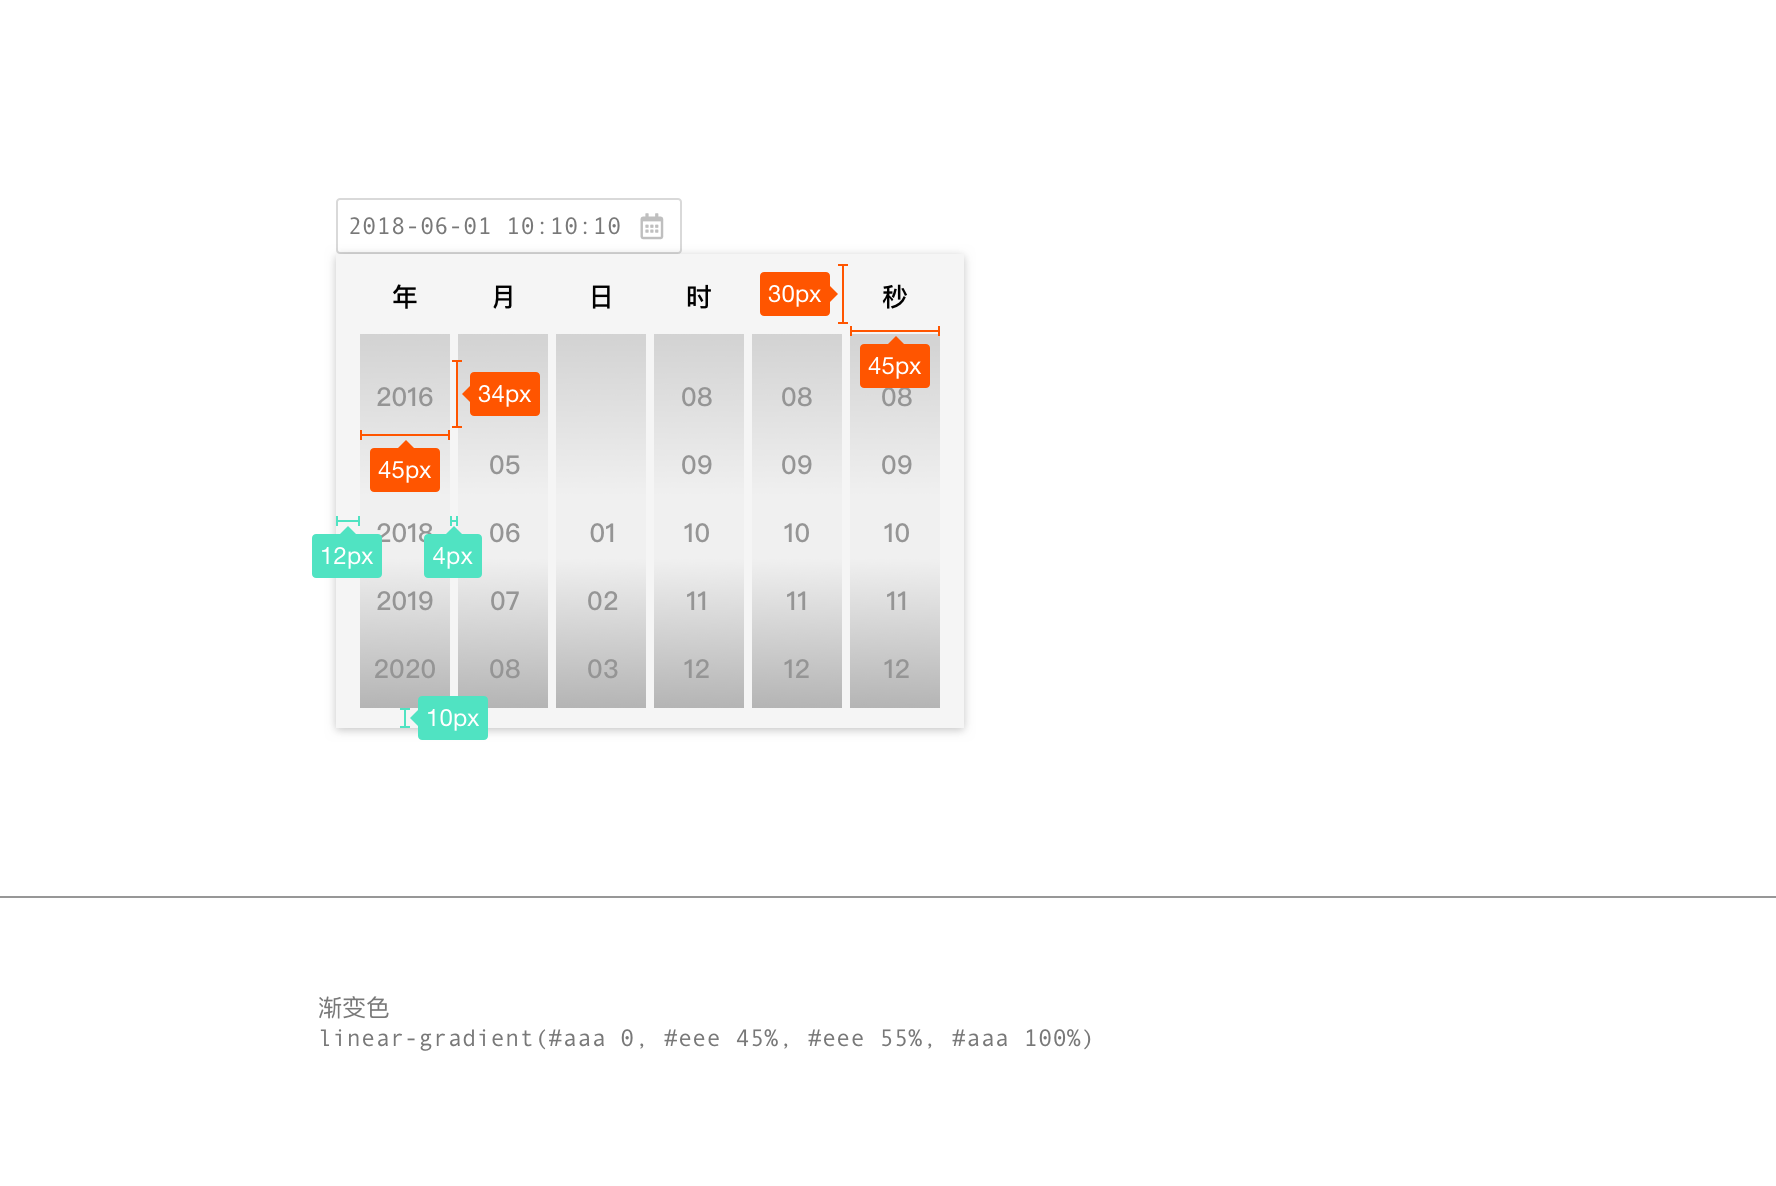 2018-06-01 10:10:10
年 月 日 时 30px 秒
45px
2016 34px 08 08 08
45px 05 09 09 09
2018 06 01 10 10 10
12px 4px
2019 07 02 11 11 11
2020 08 03 12 12 12
10px
渐变色
linear-gradient(#aaa 0, #eee 45%, #eee 55%, #aaa 100%)